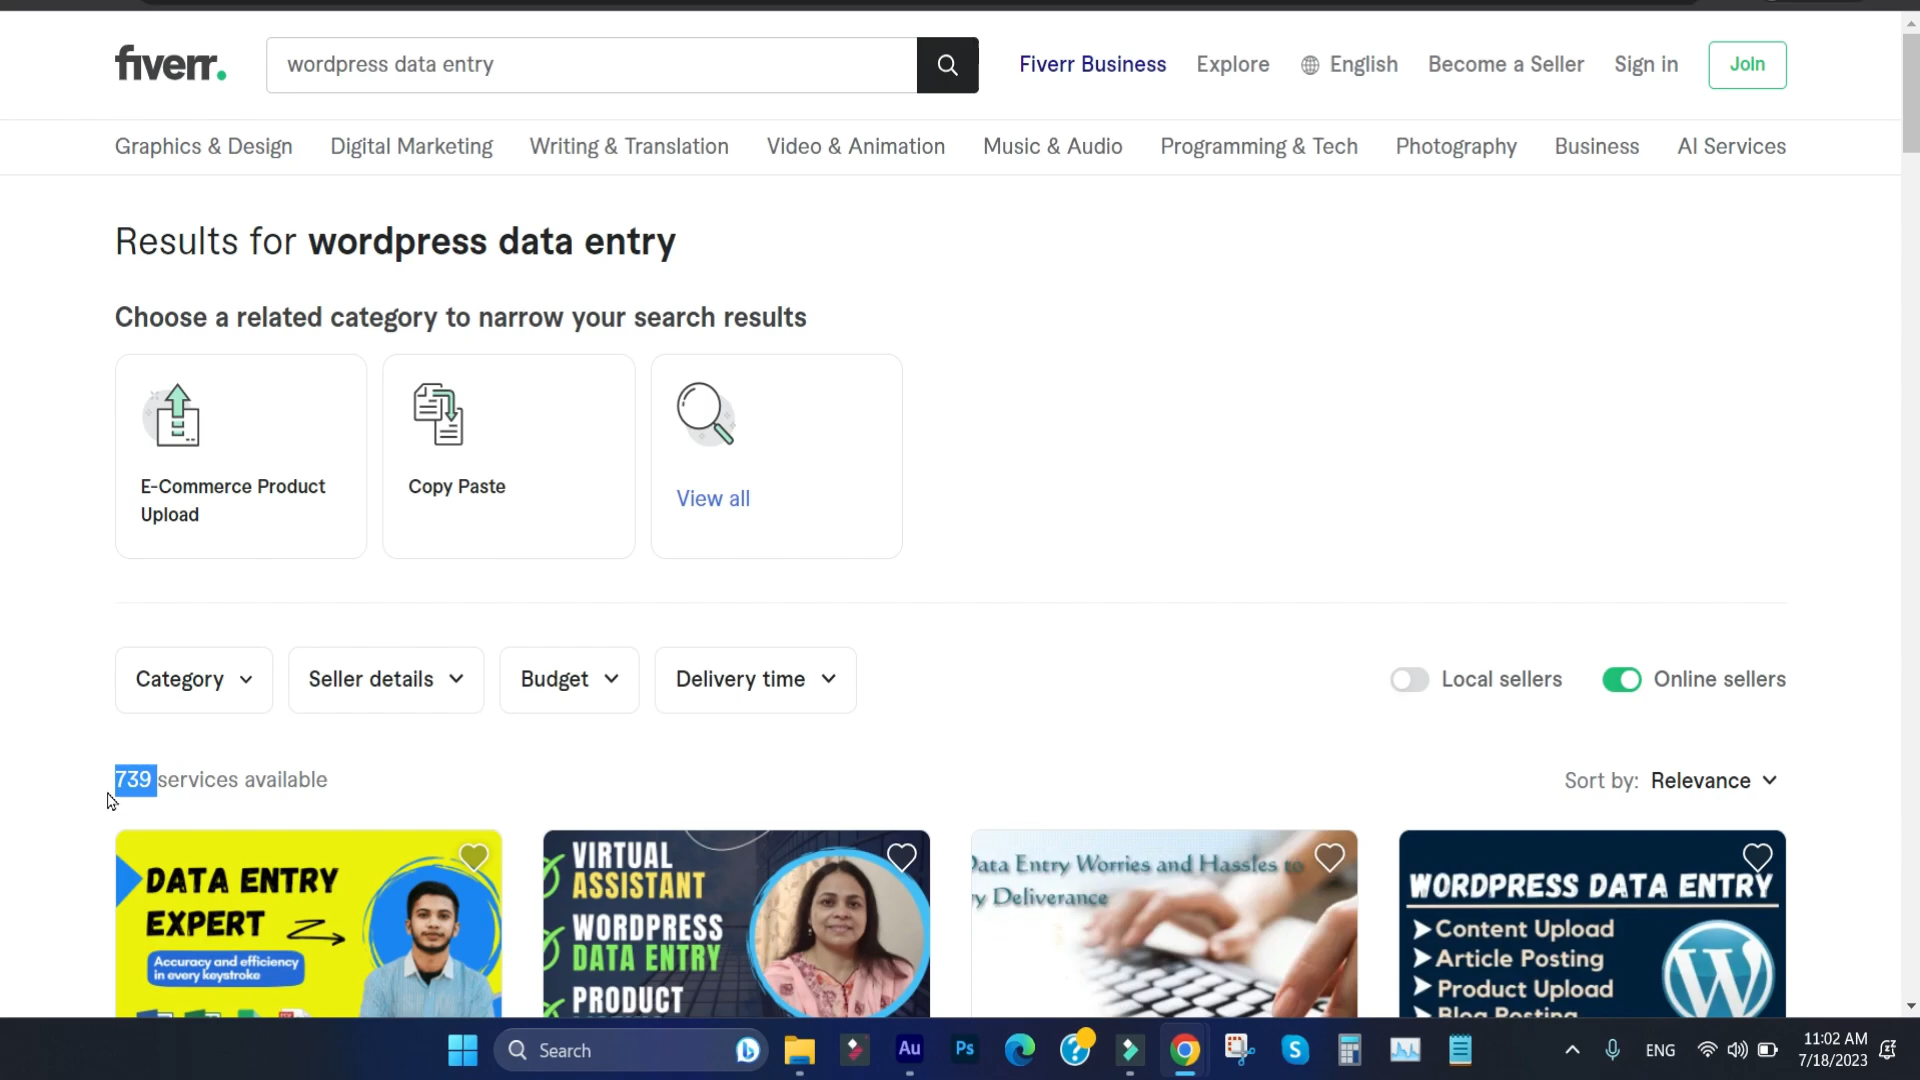 fiverr.
wordpress data entry
Fiverr Business
Explore
English
Become a Seller
Sign in
Join
Graphics & Design
Digital Marketing
Writing & Translation
Video & Animation
Music & Audio
Programming & Tech
Photography
Business
AI Services
Results for wordpress data entry
Choose a related category to narrow your search results
E-Commerce Product
Upload
Copy Paste
View all
Category
Seller details
Budget
Delivery time
Local sellers
Online sellers
739 services available
Sort by: Relevance
DATA ENTRY
EXPERT
Accuracy and efficiency
in every keystroke
VIRTUAL
ASSISTANT
WORDPRESS
DATA ENTRY
PRODUCT
Data Entry Worries and Hassles to
y Deliverance
WORDPRESS DATA ENTRY
Content Upload
Article Posting
Product Upload
Blog Posting
Search
Au
Ps
S
ENG
11:02 AM
7/18/2023